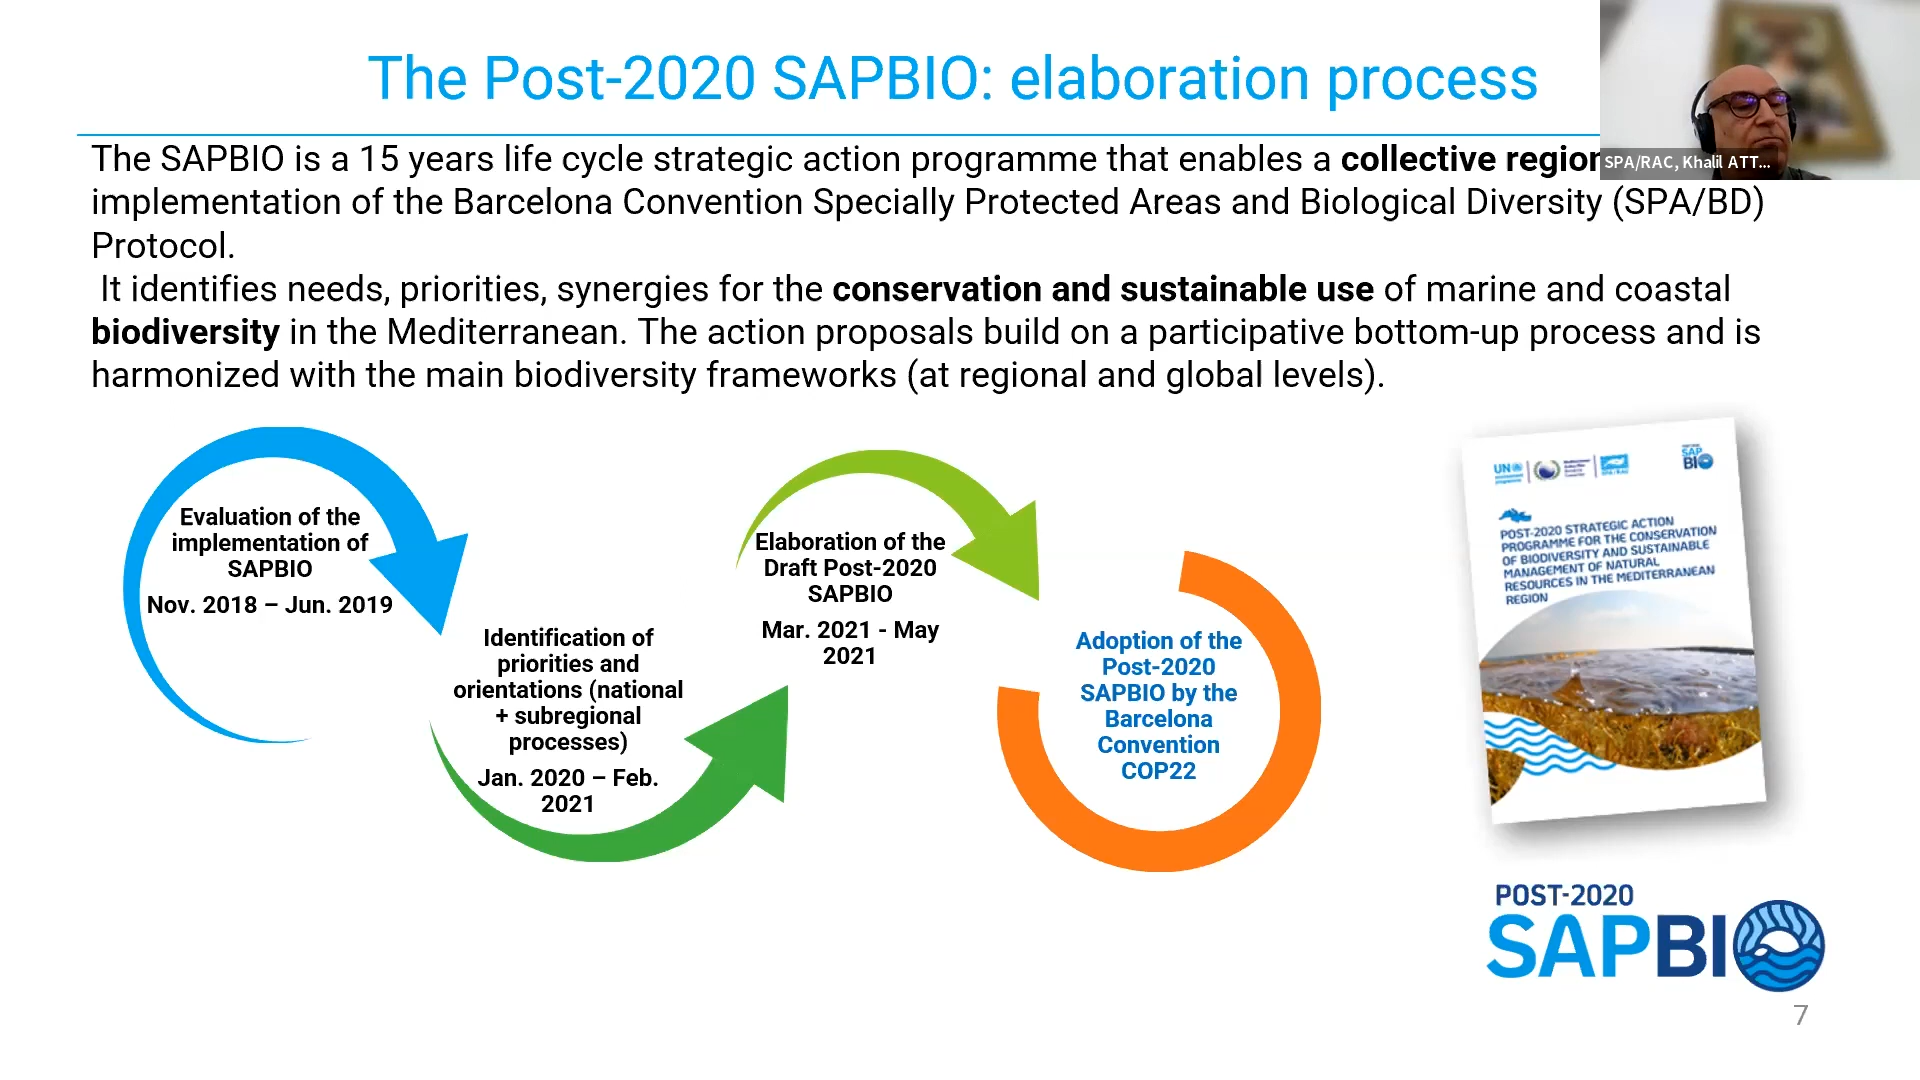 The Post-2020 SAPBIO: elaboration process
SPA/RAC, Khalil ATT...
The SAPBIO is a 15 years life cycle strategic action programme that enables a collective
implementation of the Barcelona Convention Specially Protected Areas and Biological Diversity (SPA/BD)
Protocol.
It identifies needs, priorities, synergies for the conservation and sustainable use of marine and coastal
biodiversity in the Mediterranean. The action proposals build on a participative bottom-up process and is
harmonized with the main biodiversity frameworks (at regional and global levels).
Evaluation of the
implementation of
SAPBIO
Nov. 2018 – Jun. 2019
Identification of
priorities and
orientations (national
+ subregional
processes)
Jan. 2020 – Feb.
2021
Elaboration of the
Draft Post-2020
SAPBIO
Mar. 2021 - May
2021
Adoption of the
Post-2020
SAPBIO by the
Barcelona
Convention
COP22
UN
SAP
BIO
POST-2020 STRATEGIC ACTION
PROGRAMME FOR THE CONSERVATION
OF BIODIVERSITY AND SUSTAINABLE
MANAGEMENT OF NATURAL
RESOURCES IN THE MEDITERRANEAN
REGION
POST-2020
SAPBIO
7